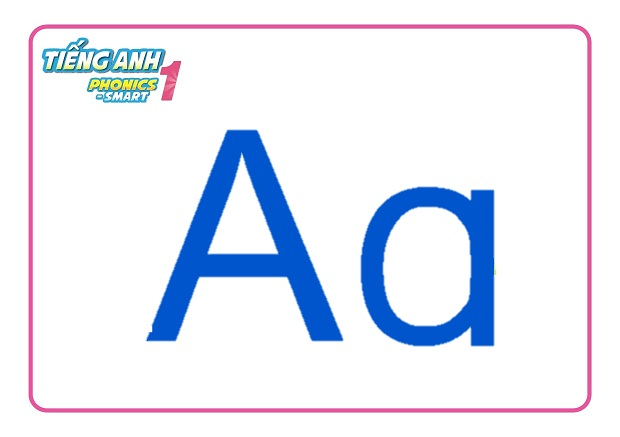 TIẾNG ANH 1
PHONICS
-SMART
Aa